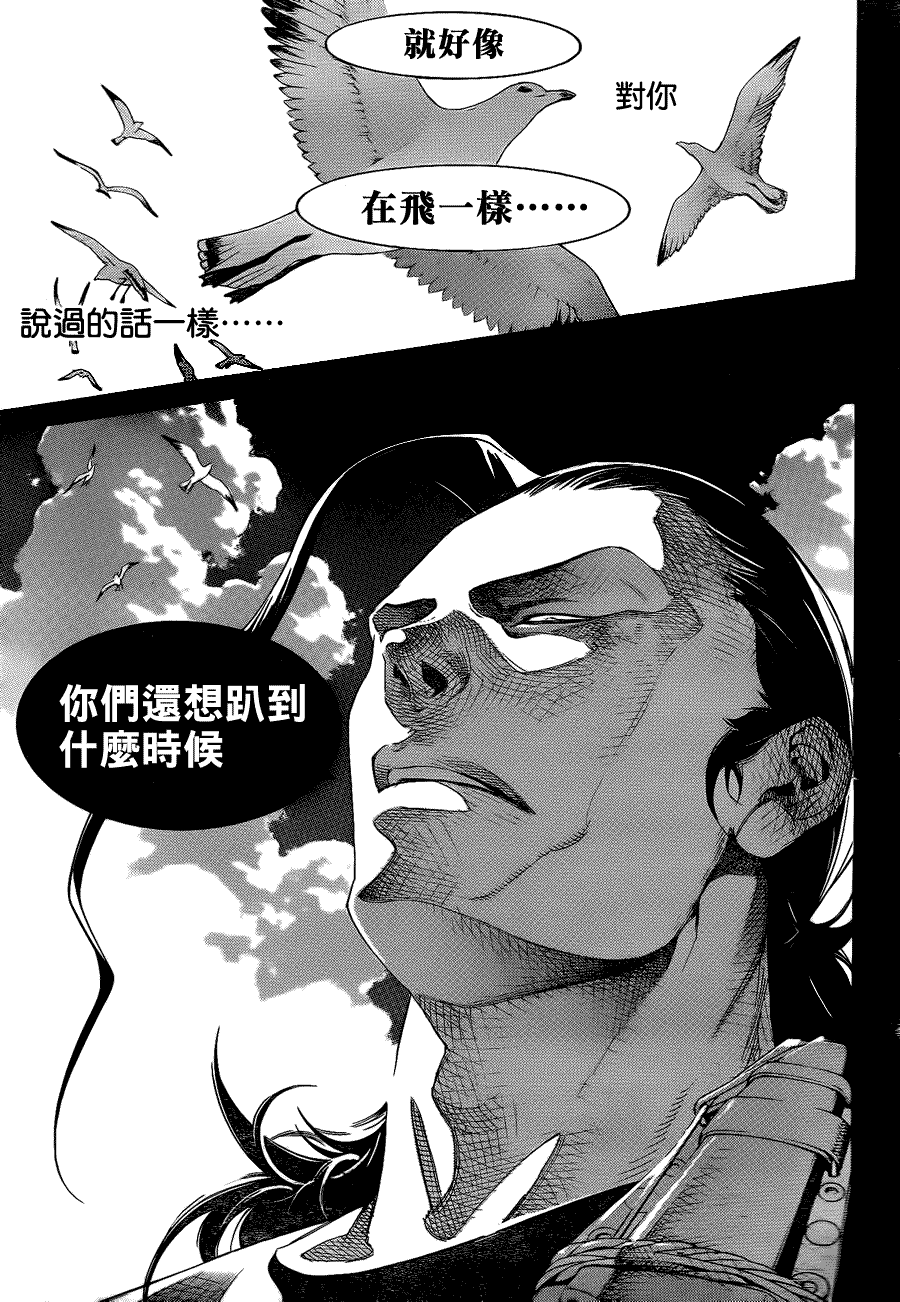 就好像
在飛一樣……
對你
說過的話一樣……
你們還想趴到
什麼時候